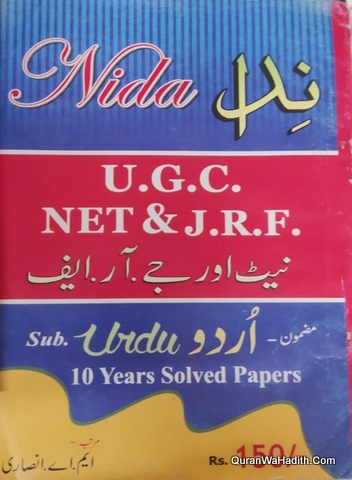 Nida ندا
U.G.C.
NET & J.R.F.
نیٹ اور جے.آر.ایف
Sub. Urdu اُردو مضمون -
10 Years Solved Papers
مرتب -
ایم.اے.انصاری
Rs. 150/-
QuranWaHadith.Com